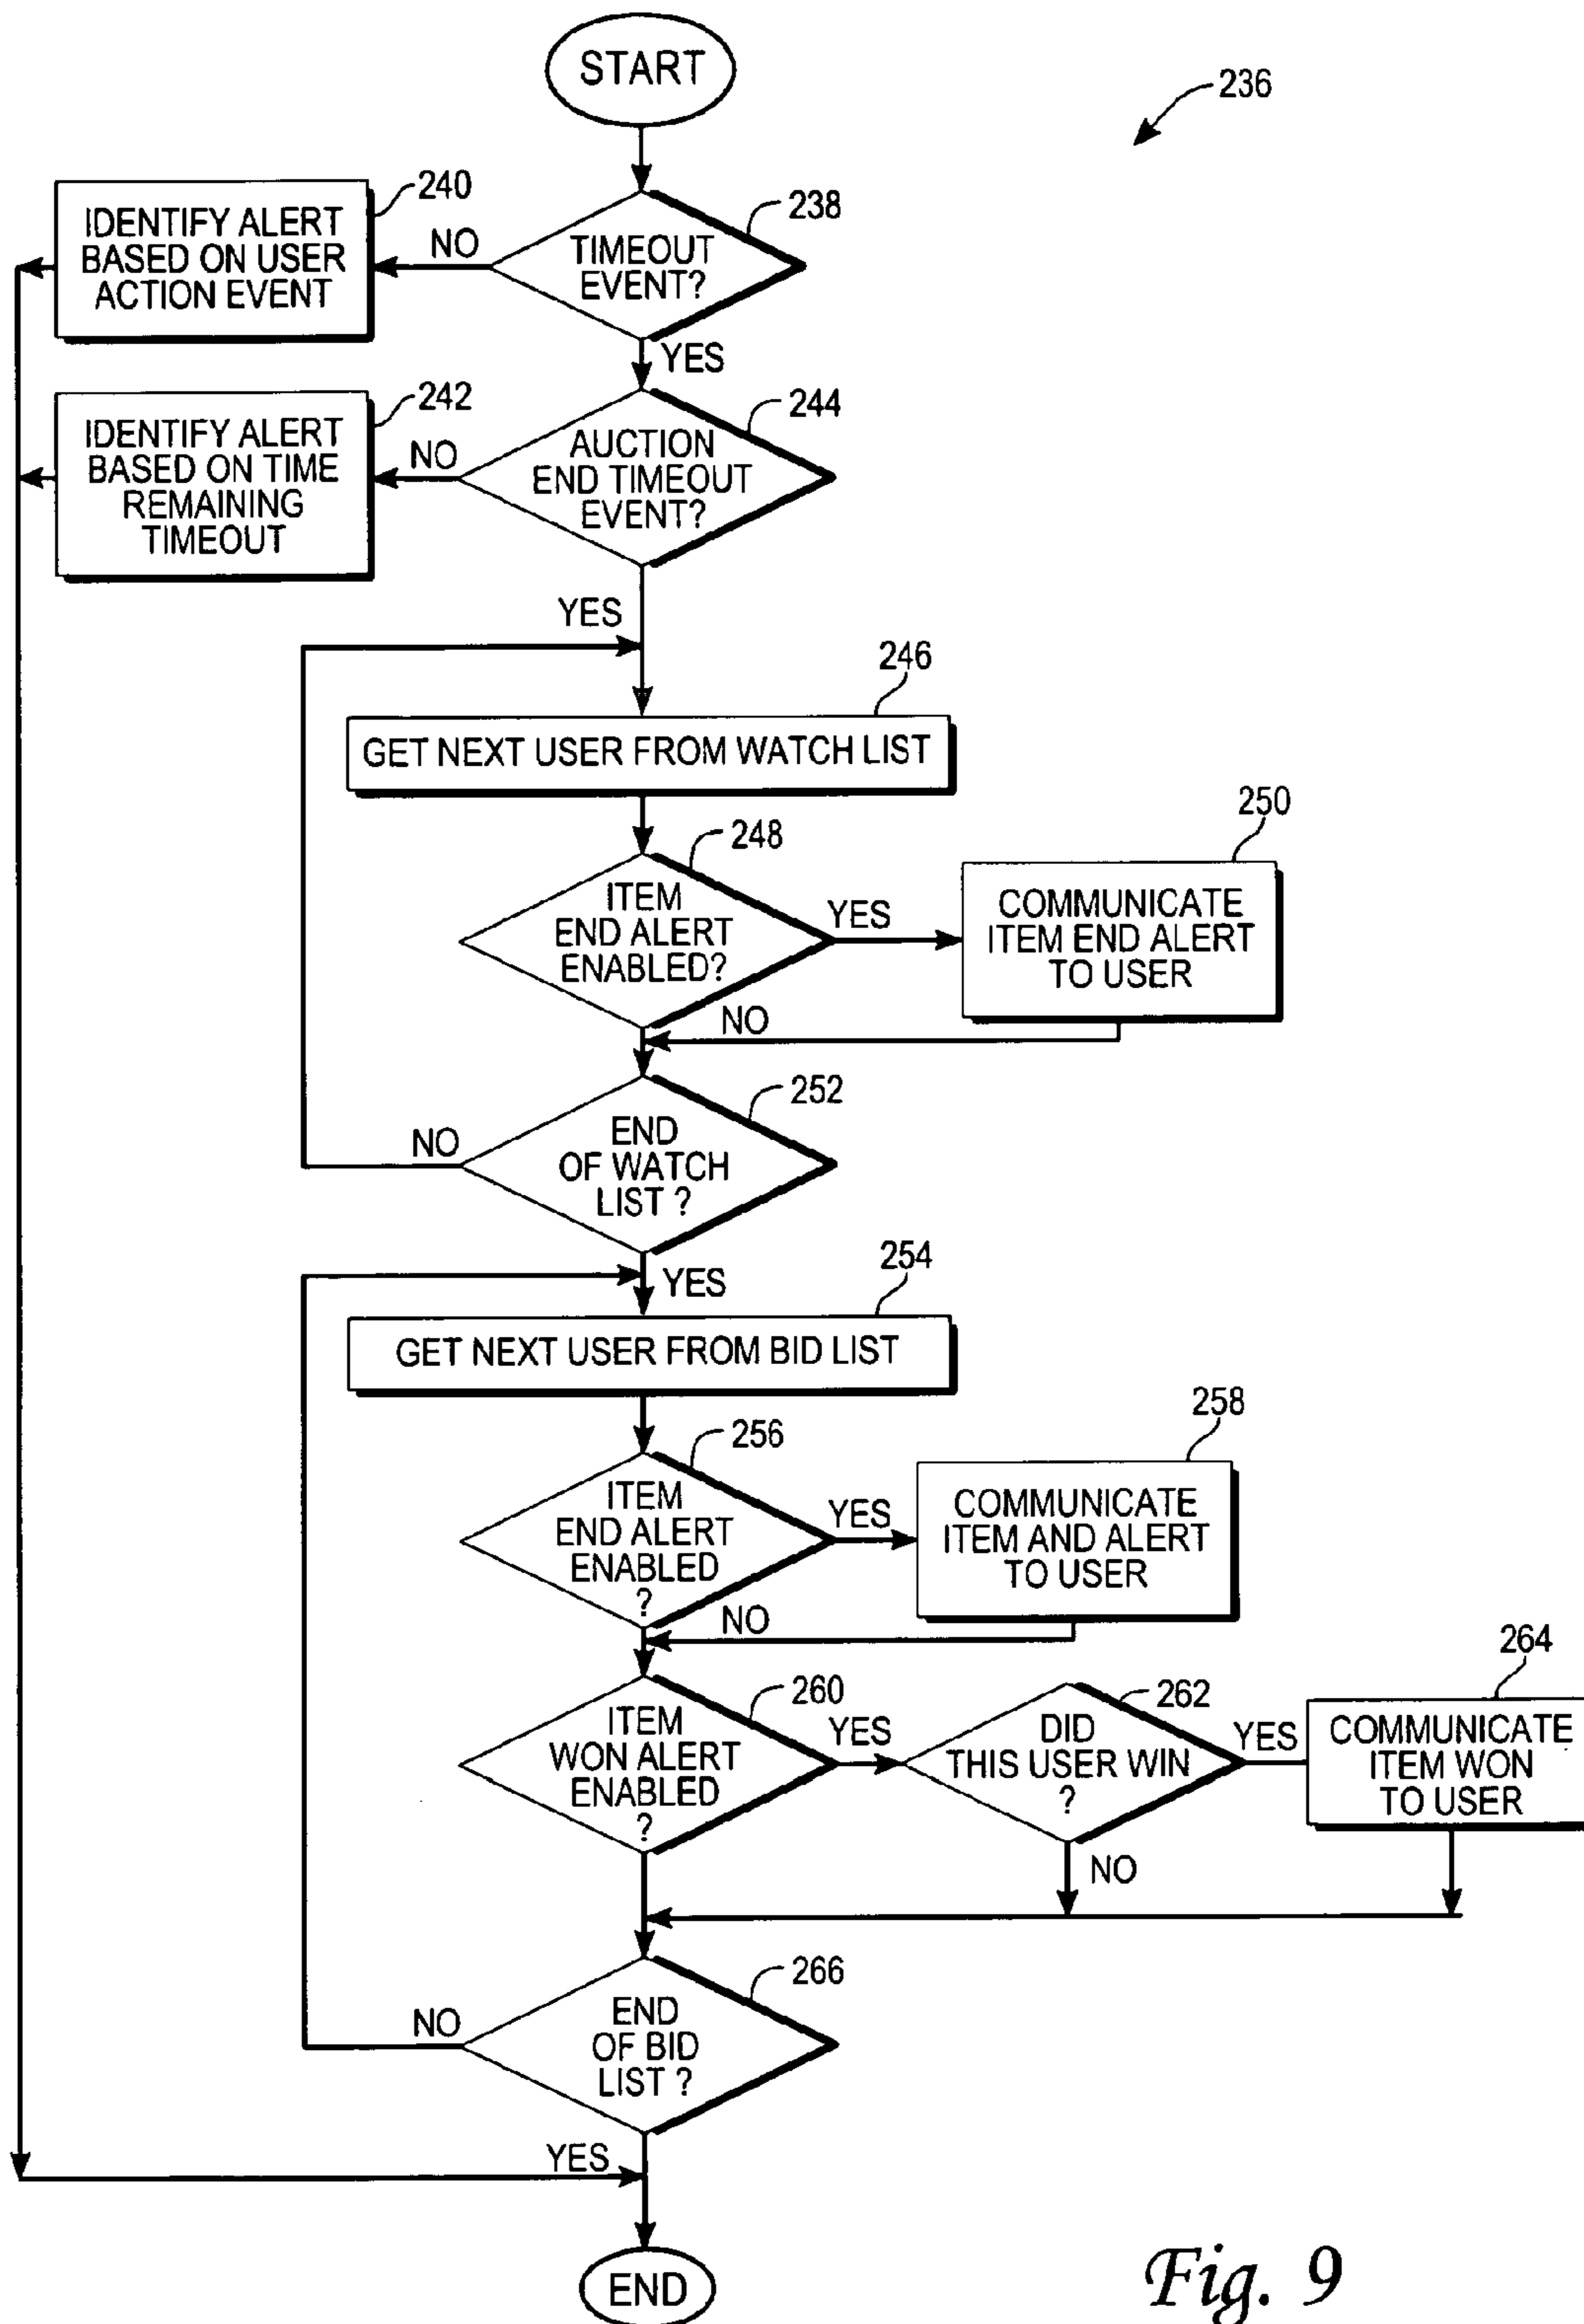 START
236
240
IDENTIFY ALERT
BASED ON USER
ACTION EVENT
NO
238
TIMEOUT
EVENT?
YES
242
IDENTIFY ALERT
BASED ON TIME
REMAINING
TIMEOUT
NO
244
AUCTION
END TIMEOUT
EVENT?
YES
246
GET NEXT USER FROM WATCH LIST
248
ITEM
END ALERT
ENABLED?
YES
250
COMMUNICATE
ITEM END ALERT
TO USER
NO
252
END
OF WATCH
LIST ?
NO
YES
254
GET NEXT USER FROM BID LIST
256
ITEM
END ALERT
ENABLED
?
YES
258
COMMUNICATE
ITEM AND ALERT
TO USER
NO
260
ITEM
WON ALERT
ENABLED
?
YES
262
DID
THIS USER WIN
?
YES
264
COMMUNICATE
ITEM WON
TO USER
NO
266
END
OF BID
LIST ?
NO
YES
END
Fig. 9